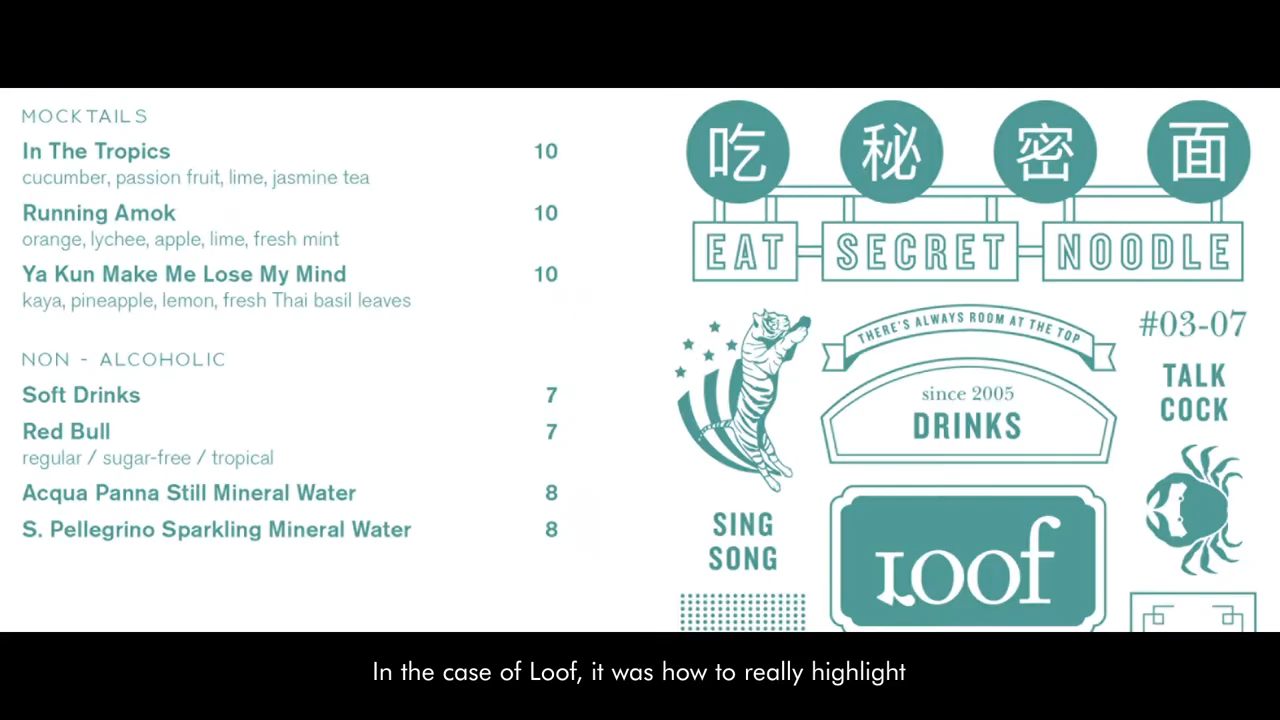 MOCKTAILS
In The Tropics 10
cucumber, passion fruit, lime, jasmine tea
Running Amok 10
orange, lychee, apple, lime, fresh mint
Ya Kun Make Me Lose My Mind 10
kaya, pineapple, lemon, fresh Thai basil leaves
NON - ALCOHOLIC
Soft Drinks 7
Red Bull 7
regular / sugar-free / tropical
Acqua Panna Still Mineral Water 8
S. Pellegrino Sparkling Mineral Water 8
吃秘密面
EAT SECRET NOODLE
THERE'S ALWAYS ROOM AT THE TOP
since 2005
DRINKS
#03-07
TALK
COCK
SING
SONG
Loof
In the case of Loof, it was how to really highlight